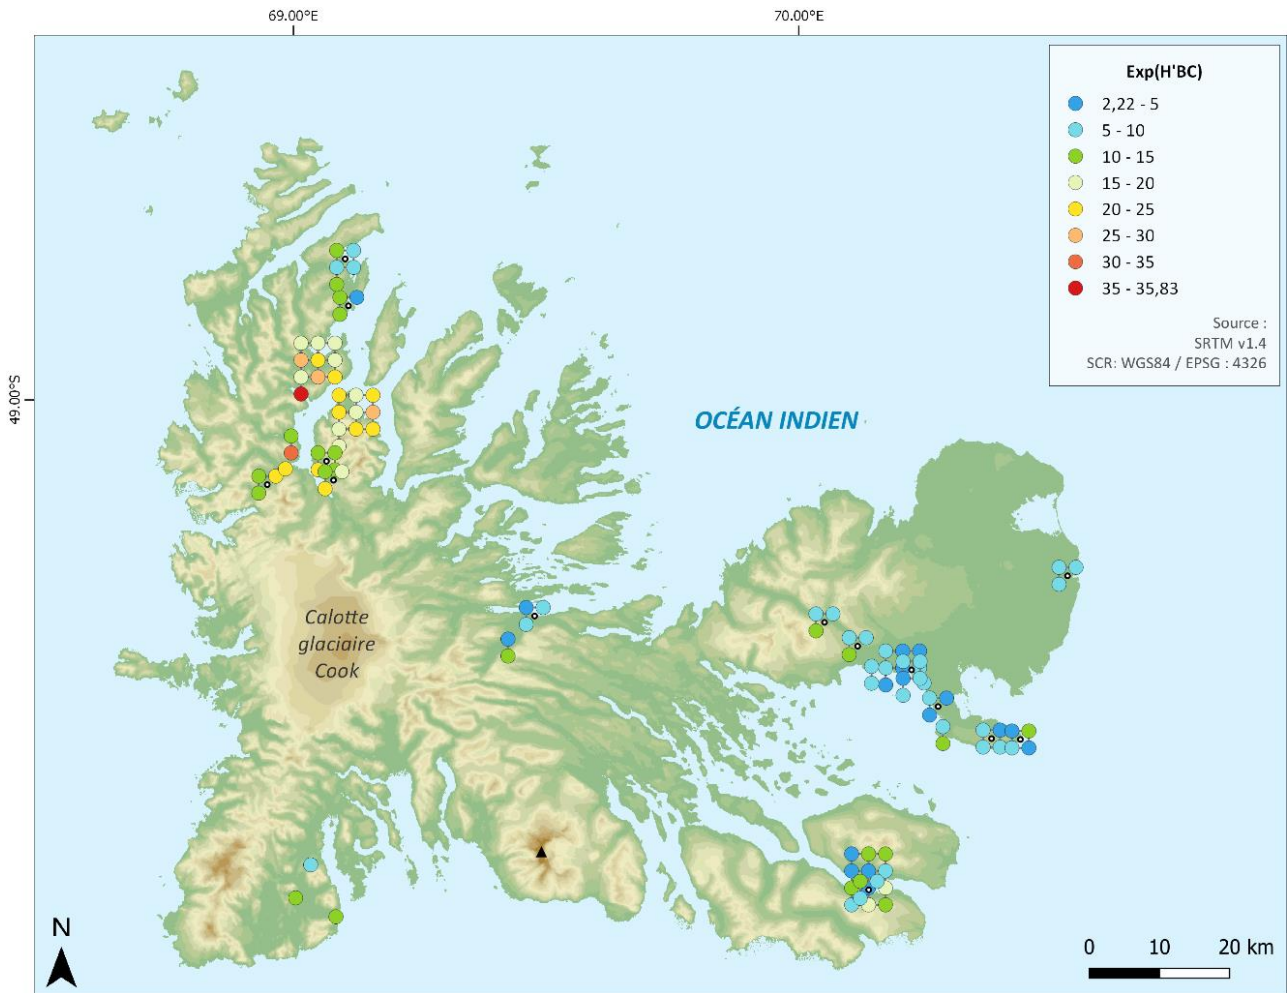 69.00°E
70.00°E
Exp(H'BC)
2,22 - 5
5 - 10
10 - 15
15 - 20
20 - 25
25 - 30
30 - 35
35 - 35,83
Source :
SRTM v1.4
SCR: WGS84 / EPSG : 4326
49.00°S
OCÉAN INDIEN
Calotte
glaciaire
Cook
N
0 10 20 km